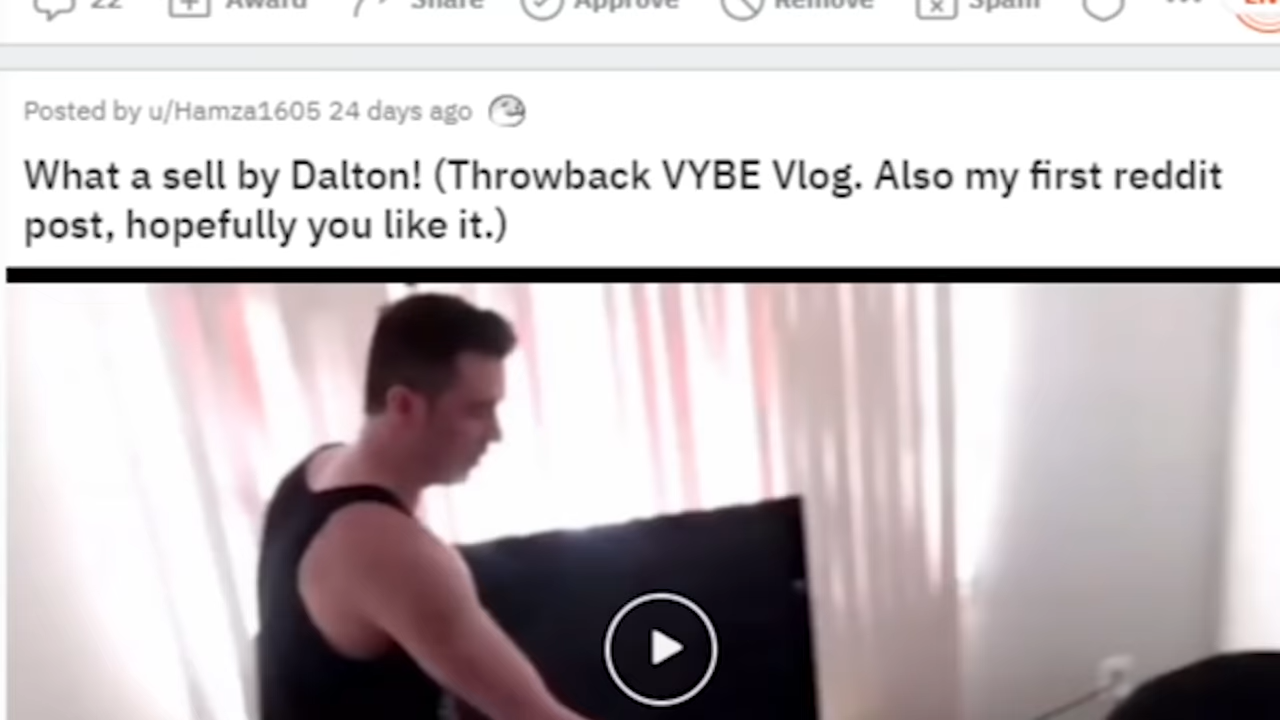 22 Award Share Approve Remove Spam
Posted by u/Hamza1605 24 days ago
What a sell by Dalton! (Throwback VYBE Vlog. Also my first reddit
post, hopefully you like it.)